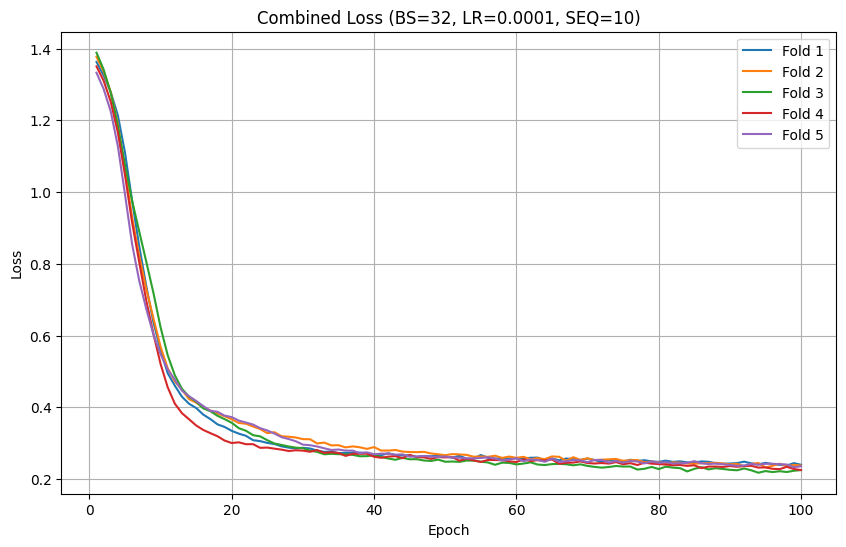 Combined Loss (BS=32, LR=0.0001, SEQ=10)
Fold 1
Fold 2
Fold 3
Fold 4
Fold 5
Loss
1.4
1.2
1.0
0.8
0.6
0.4
0.2
0 20 40 60 80 100
Epoch